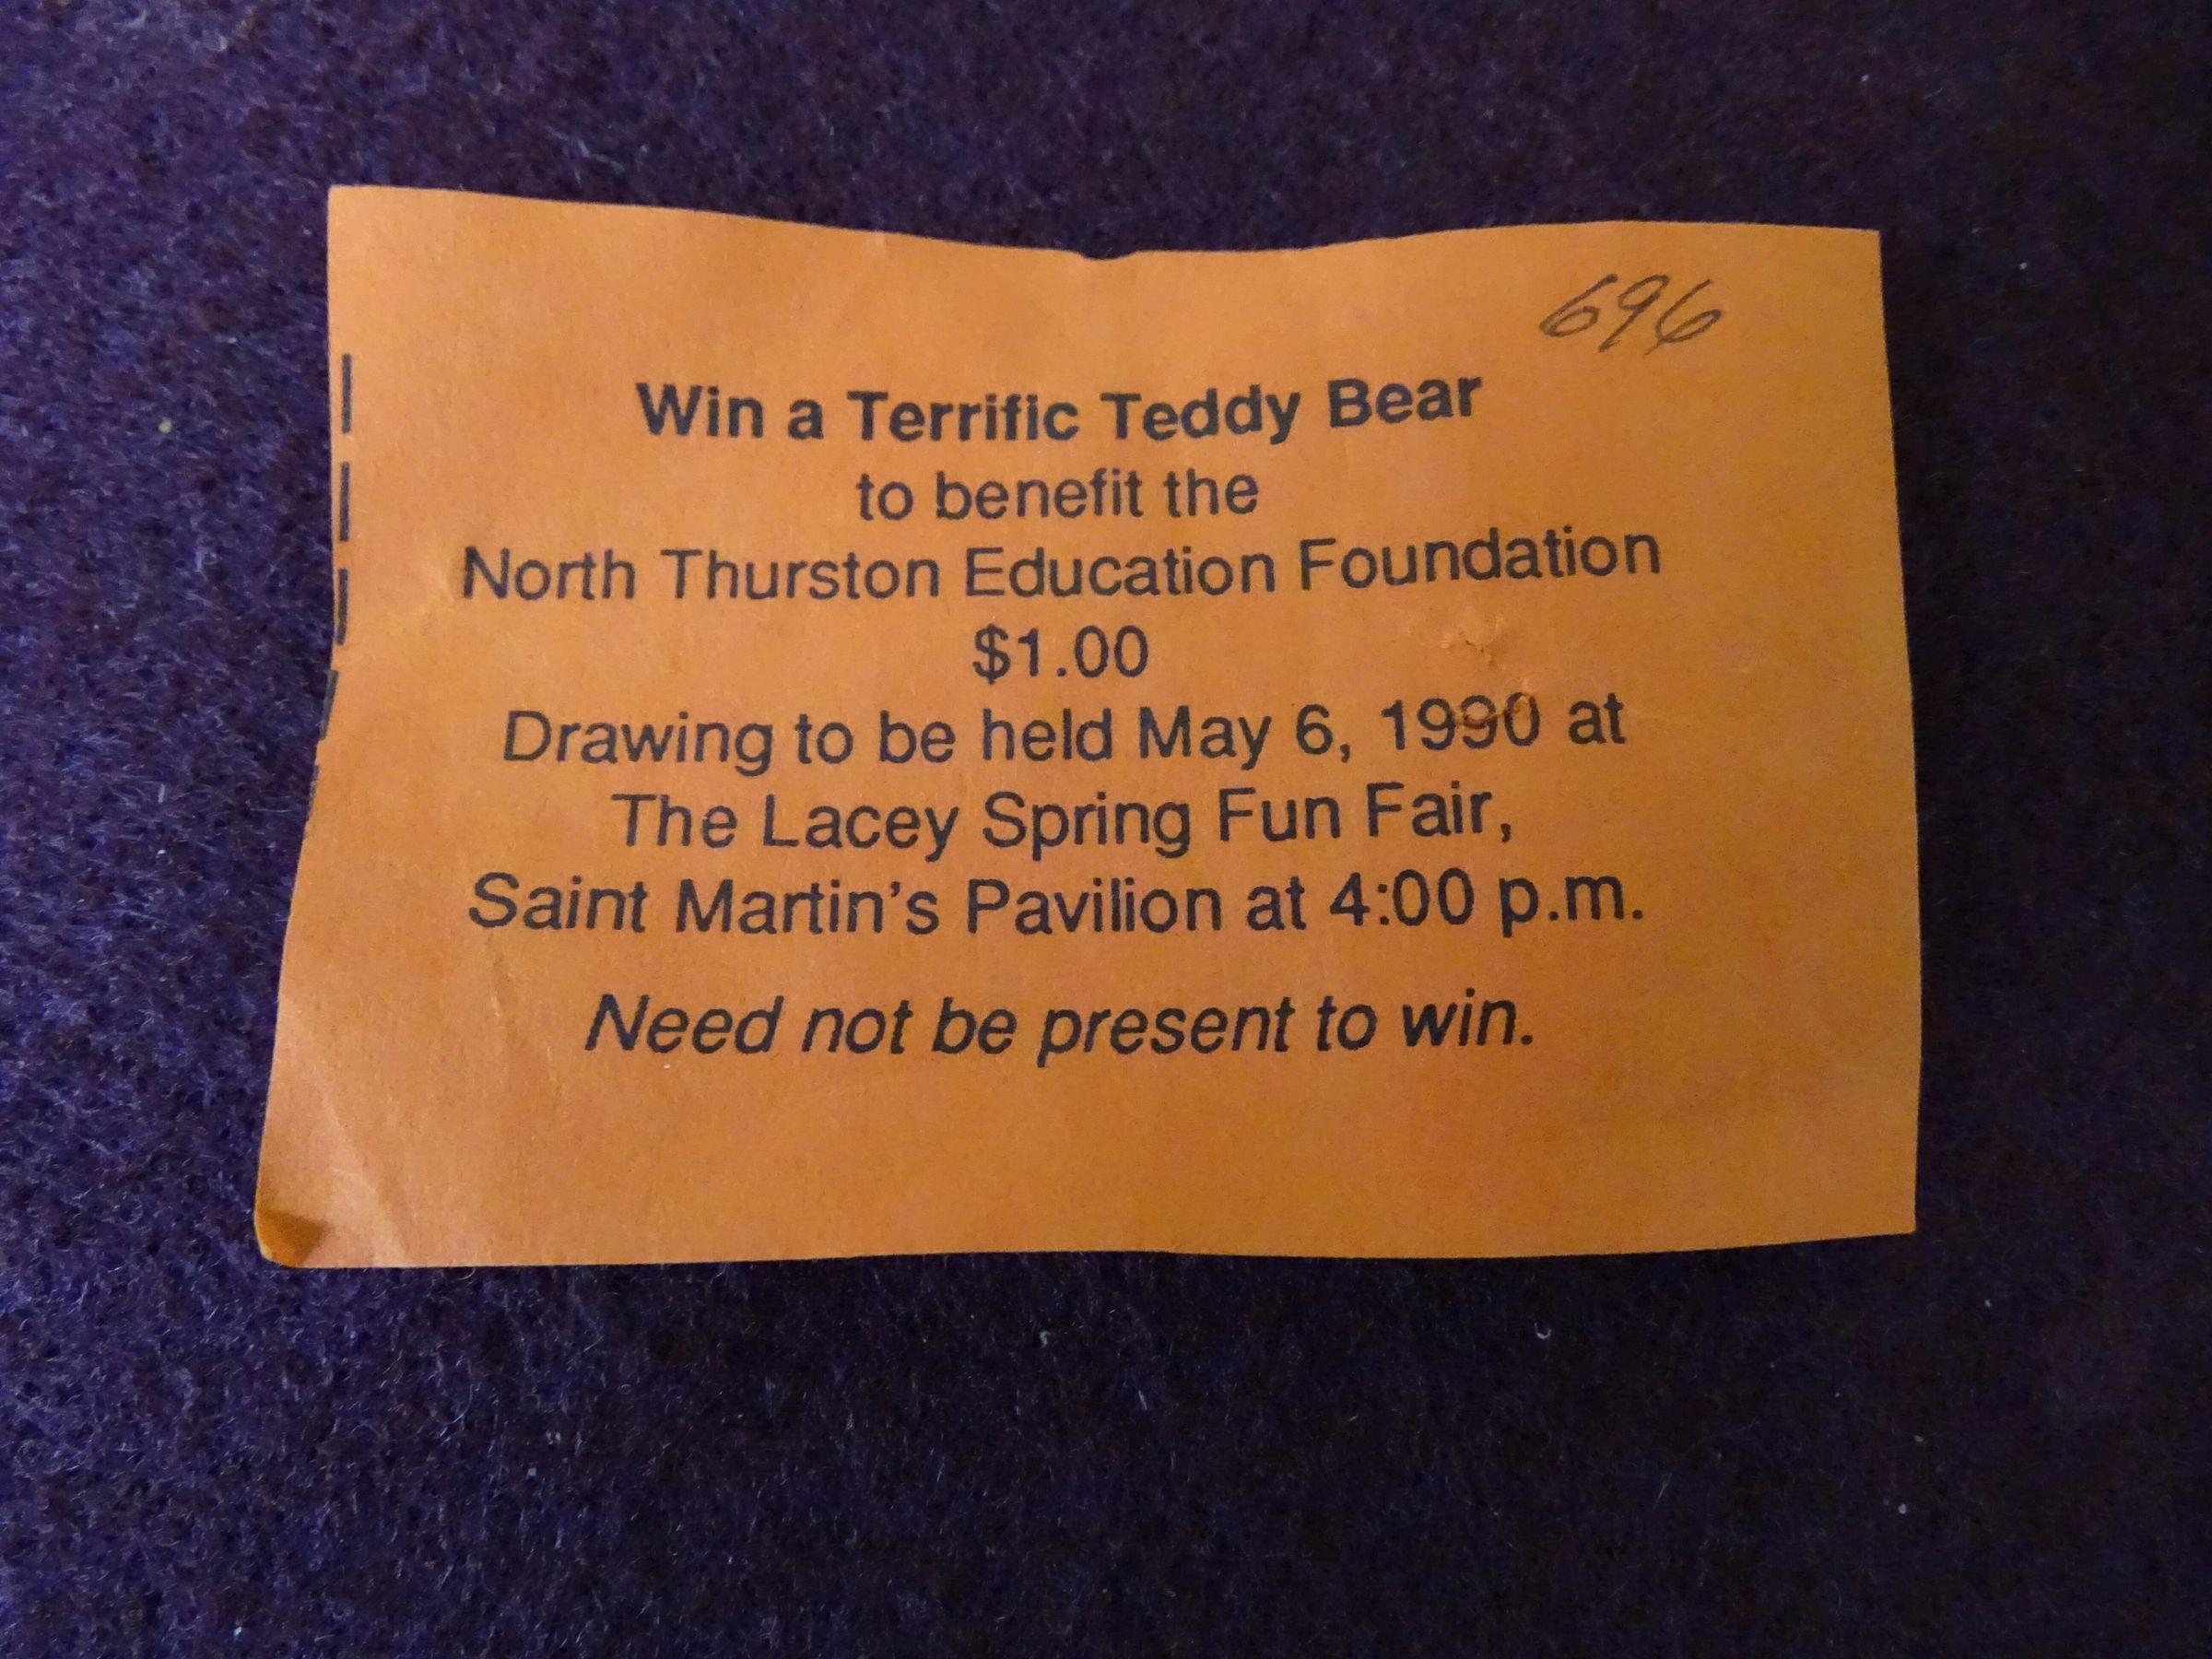 696
Win a Terrific Teddy Bear
to benefit the
North Thurston Education Foundation
$1.00
Drawing to be held May 6, 1990 at
The Lacey Spring Fun Fair,
Saint Martin's Pavilion at 4:00 p.m.
Need not be present to win.